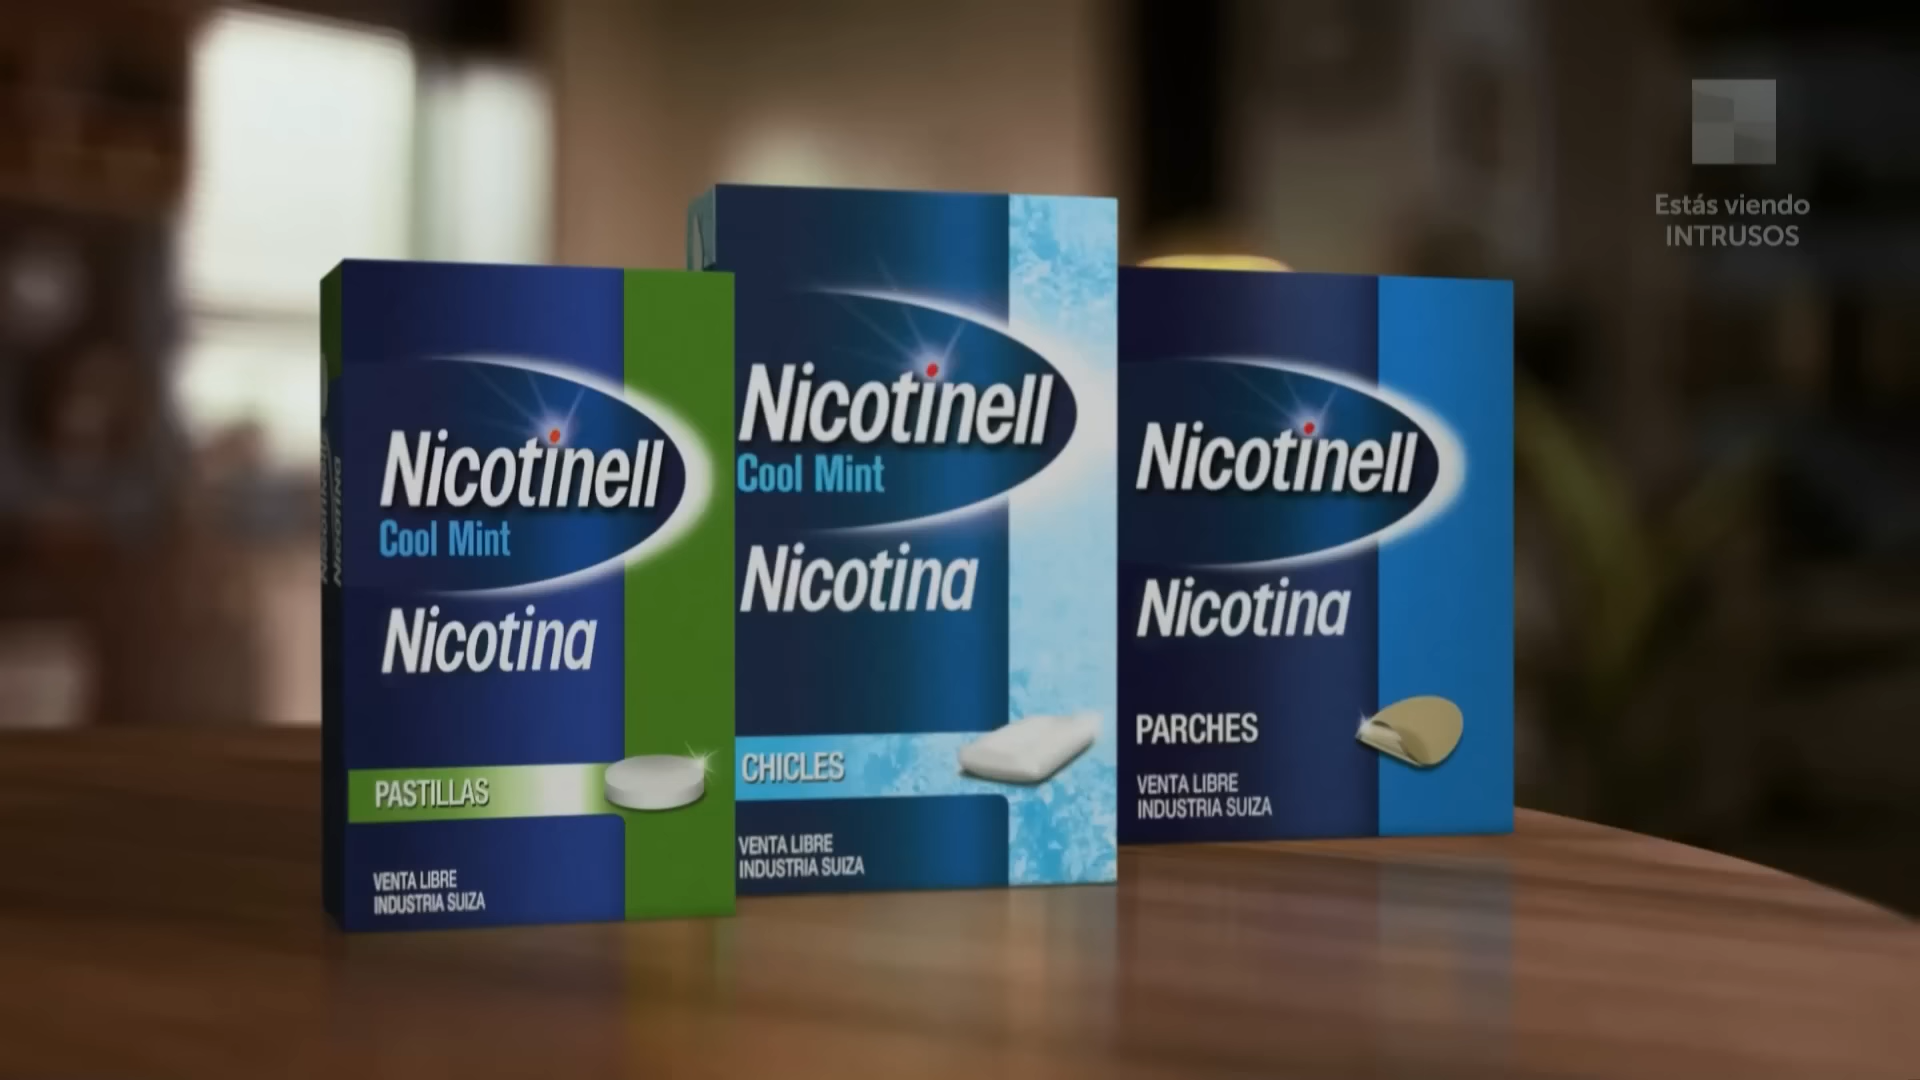 Estás viendo
INTRUSOS
Nicotinell
Cool Mint
Nicotina
PASTILLAS
VENTA LIBRE
INDUSTRIA SUIZA
Nicotinell
Cool Mint
Nicotina
CHICLES
VENTA LIBRE
INDUSTRIA SUIZA
Nicotinell
Nicotina
PARCHES
VENTA LIBRE
INDUSTRIA SUIZA